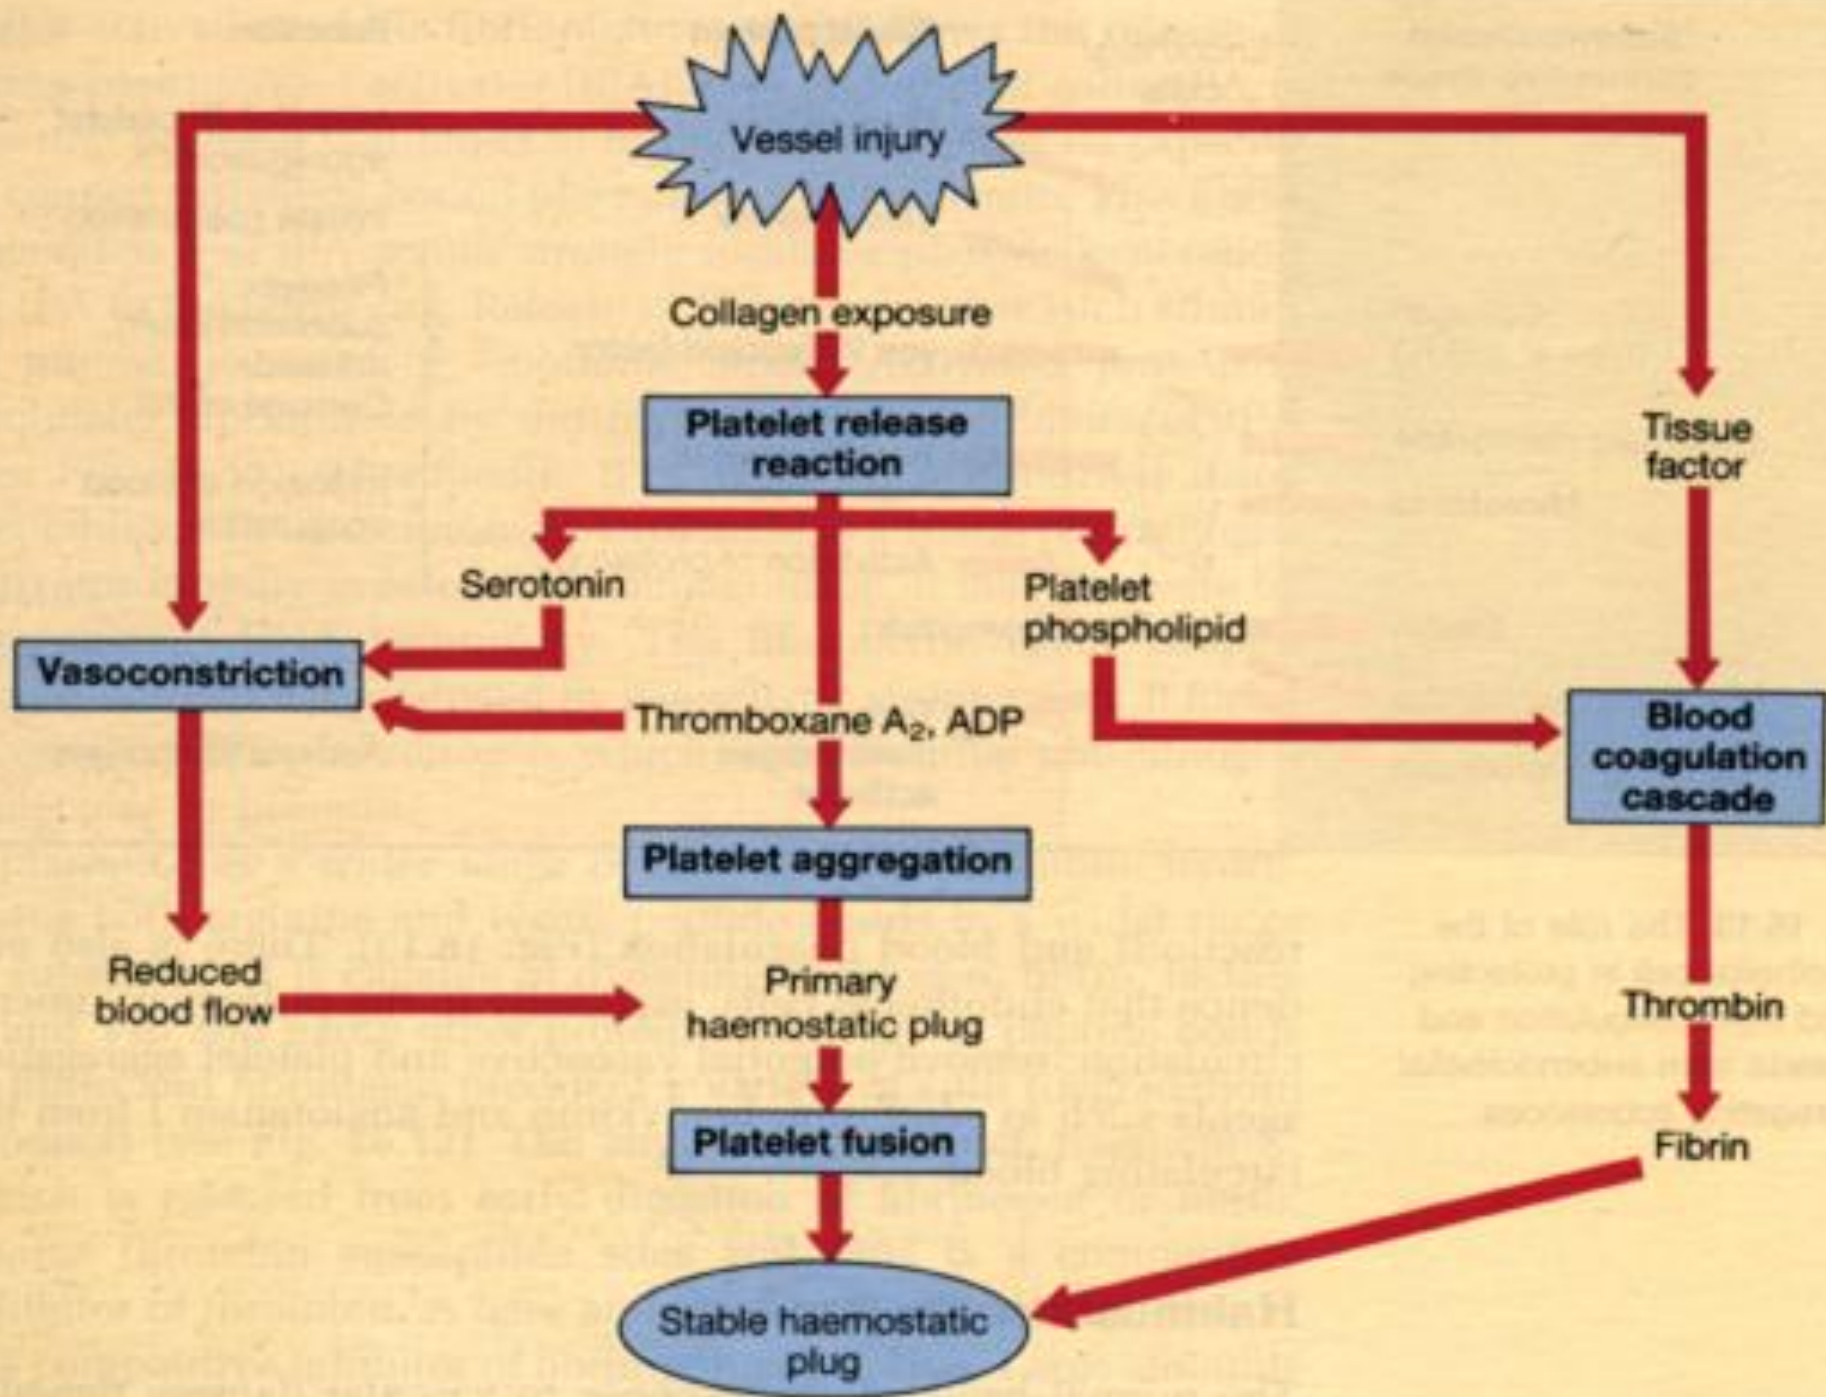 Vessel injury
Collagen exposure
Platelet release
reaction
Tissue
factor
Serotonin
Platelet
phospholipid
Vasoconstriction
Thromboxane A₂, ADP
Blood
coagulation
cascade
Platelet aggregation
Reduced
blood flow
Primary
haemostatic plug
Thrombin
Platelet fusion
Fibrin
Stable haemostatic
plug